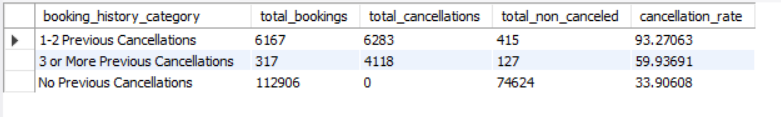 booking_history_category total_bookings total_cancellations total_non_canceled cancellation_rate
1-2 Previous Cancellations 6167 6283 415 93.27063
3 or More Previous Cancellations 317 4118 127 59.93691
No Previous Cancellations 112906 0 74624 33.90608